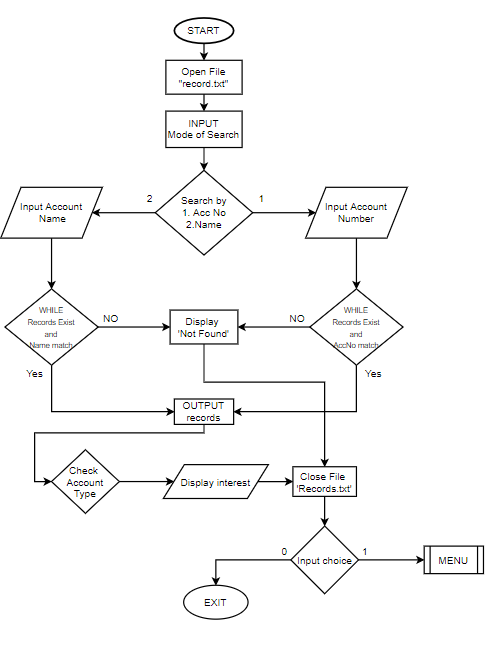 START
Open File
"record.txt"
INPUT
Mode of Search
2
Search by
1. Acc No
2.Name
1
Input Account
Name
Input Account
Number
WHILE
Records Exist
and
Name match
NO
Display
'Not Found'
NO
WHILE
Records Exist
and
AccNo match
Yes
Yes
OUTPUT
records
Check
Account
Type
Display interest
Close File
'Records.txt'
0
Input choice
1
MENU
EXIT